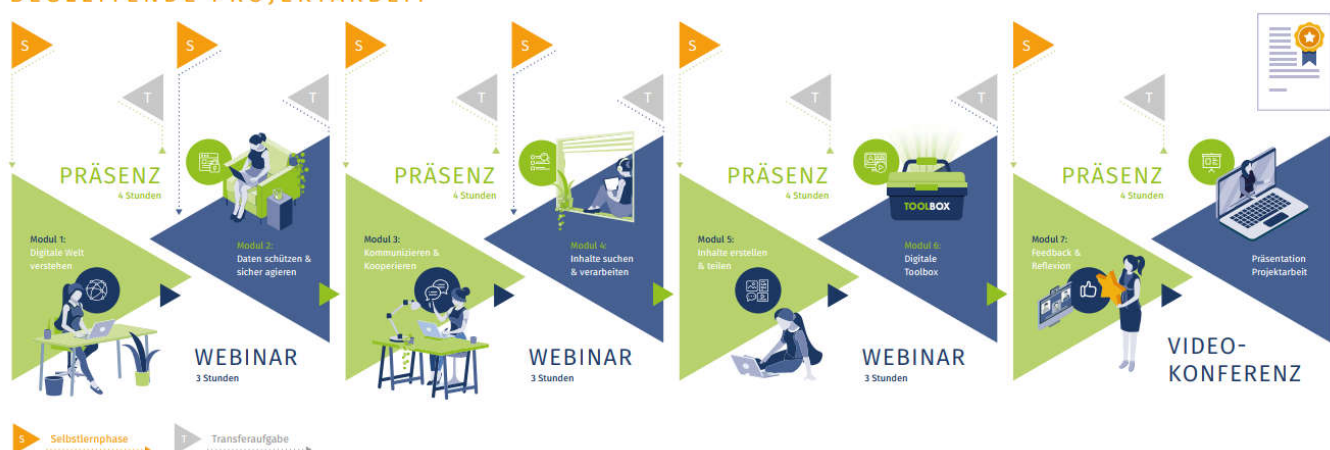 BEGLEITENDE PROJEKTARBEIT
S
S
S
S
S
S
T
T
T
T
T
T
PRÄSENZ
4 Stunden
PRÄSENZ
4 Stunden
PRÄSENZ
4 Stunden
PRÄSENZ
4 Stunden
TOOLBOX
Modul 1:
Digitale Welt
verstehen
Modul 2:
Daten schützen &
sicher agieren
Modul 3:
Kommunizieren &
Kooperieren
Modul 4:
Inhalte suchen
& verarbeiten
Modul 5:
Inhalte erstellen
& teilen
Modul 6:
Digitale
Toolbox
Modul 7:
Feedback &
Reflexion
Präsentation
Projektarbeit
WEBINAR
3 Stunden
WEBINAR
3 Stunden
WEBINAR
3 Stunden
VIDEO-
KONFERENZ
S Selbstlernphase
T Transferaufgabe